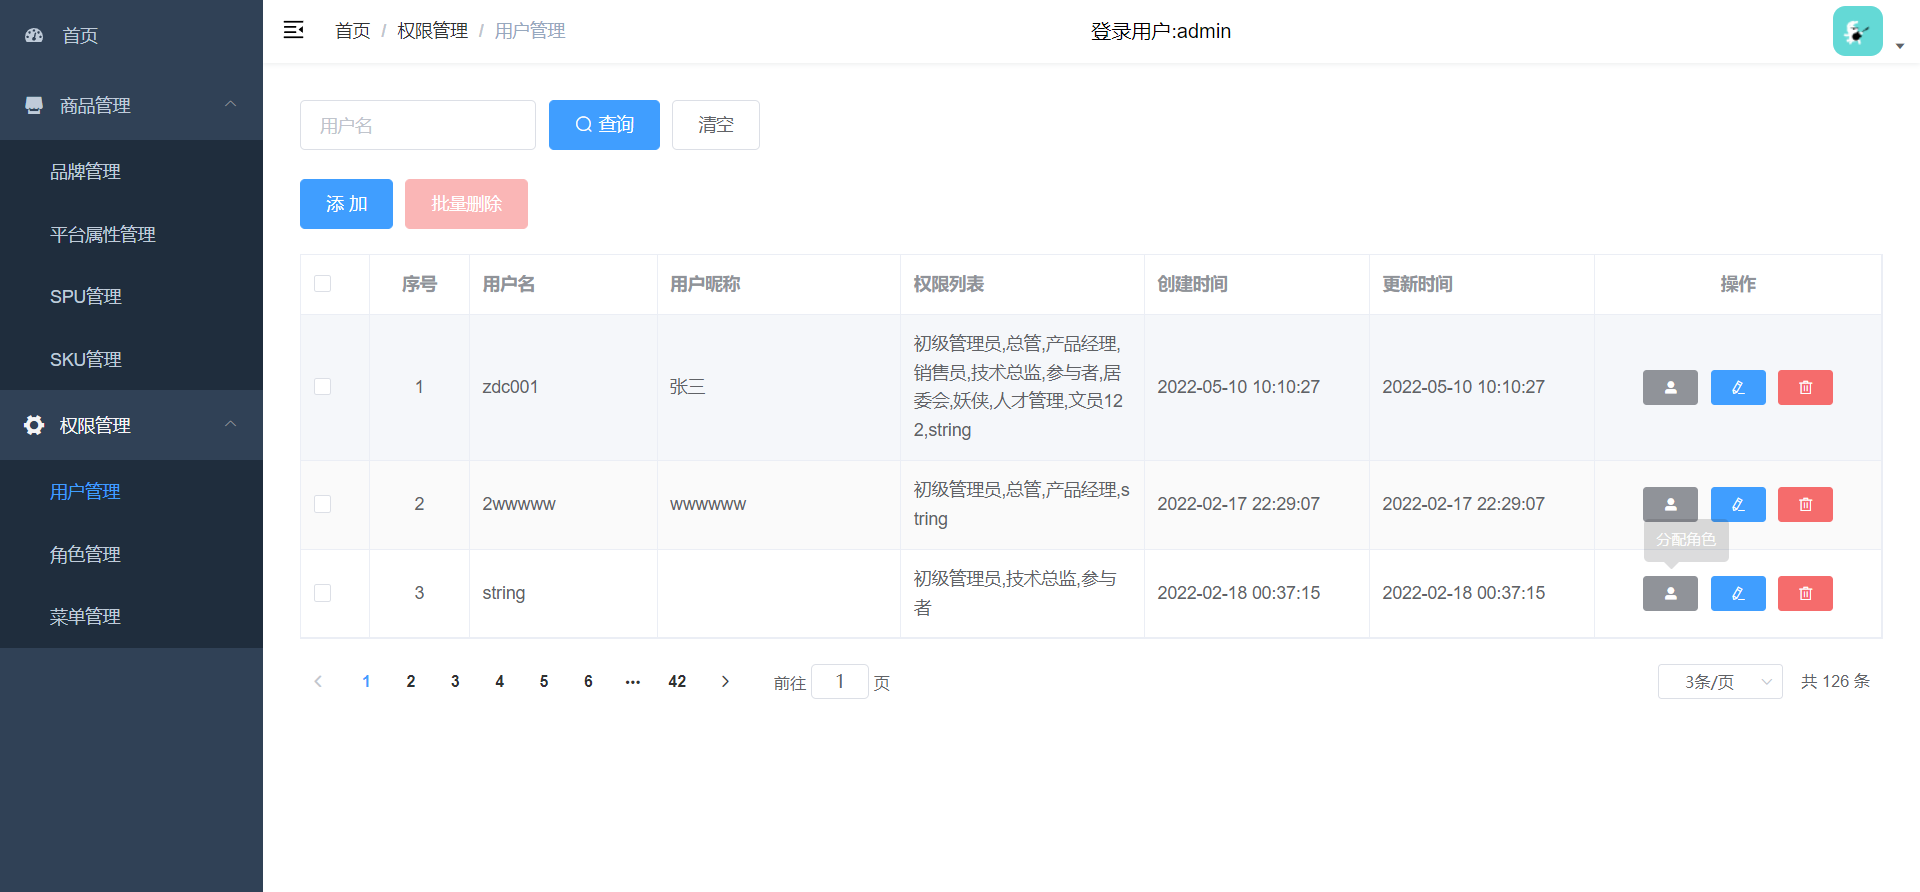 首页
商品管理
品牌管理
平台属性管理
SPU管理
SKU管理
权限管理
用户管理
角色管理
菜单管理
首页 / 权限管理 / 用户管理
登录用户:admin
用户名
查询
清空
添 加
批量删除
序号 用户名 用户昵称 权限列表 创建时间 更新时间 操作
初级管理员,总管,产品经理,
销售员,技术总监,参与者,居
1 zdc001 张三 2022-05-10 10:10:27 2022-05-10 10:10:27
委会,妖侠,人才管理,文员12
2,string
初级管理员,总管,产品经理,s
2 2wwwww wwwwww 2022-02-17 22:29:07 2022-02-17 22:29:07
tring
分配角色
初级管理员,技术总监,参与
3 string 2022-02-18 00:37:15 2022-02-18 00:37:15
者
1 2 3 4 5 6 ••• 42 前往 1 页 3条/页 共 126 条